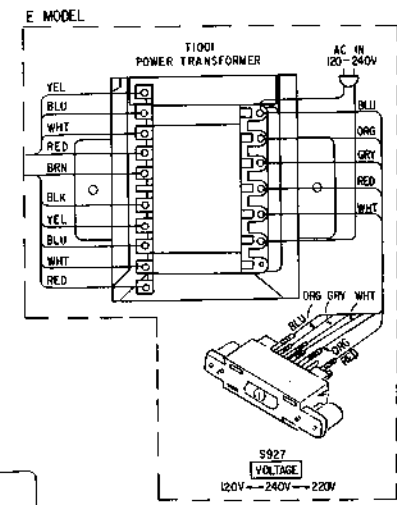 E MODEL
T1001
POWER TRANSFORMER
AC IN
120-240V
YEL
BLU
WHT
RED
BRN
BLK
YEL
BLU
WHT
RED
BLU
ORG
GRY
RED
WHT
BLU
ORG
GRY
WHT
ORG
RED
S927
VOLTAGE
120V↔240V↔220V